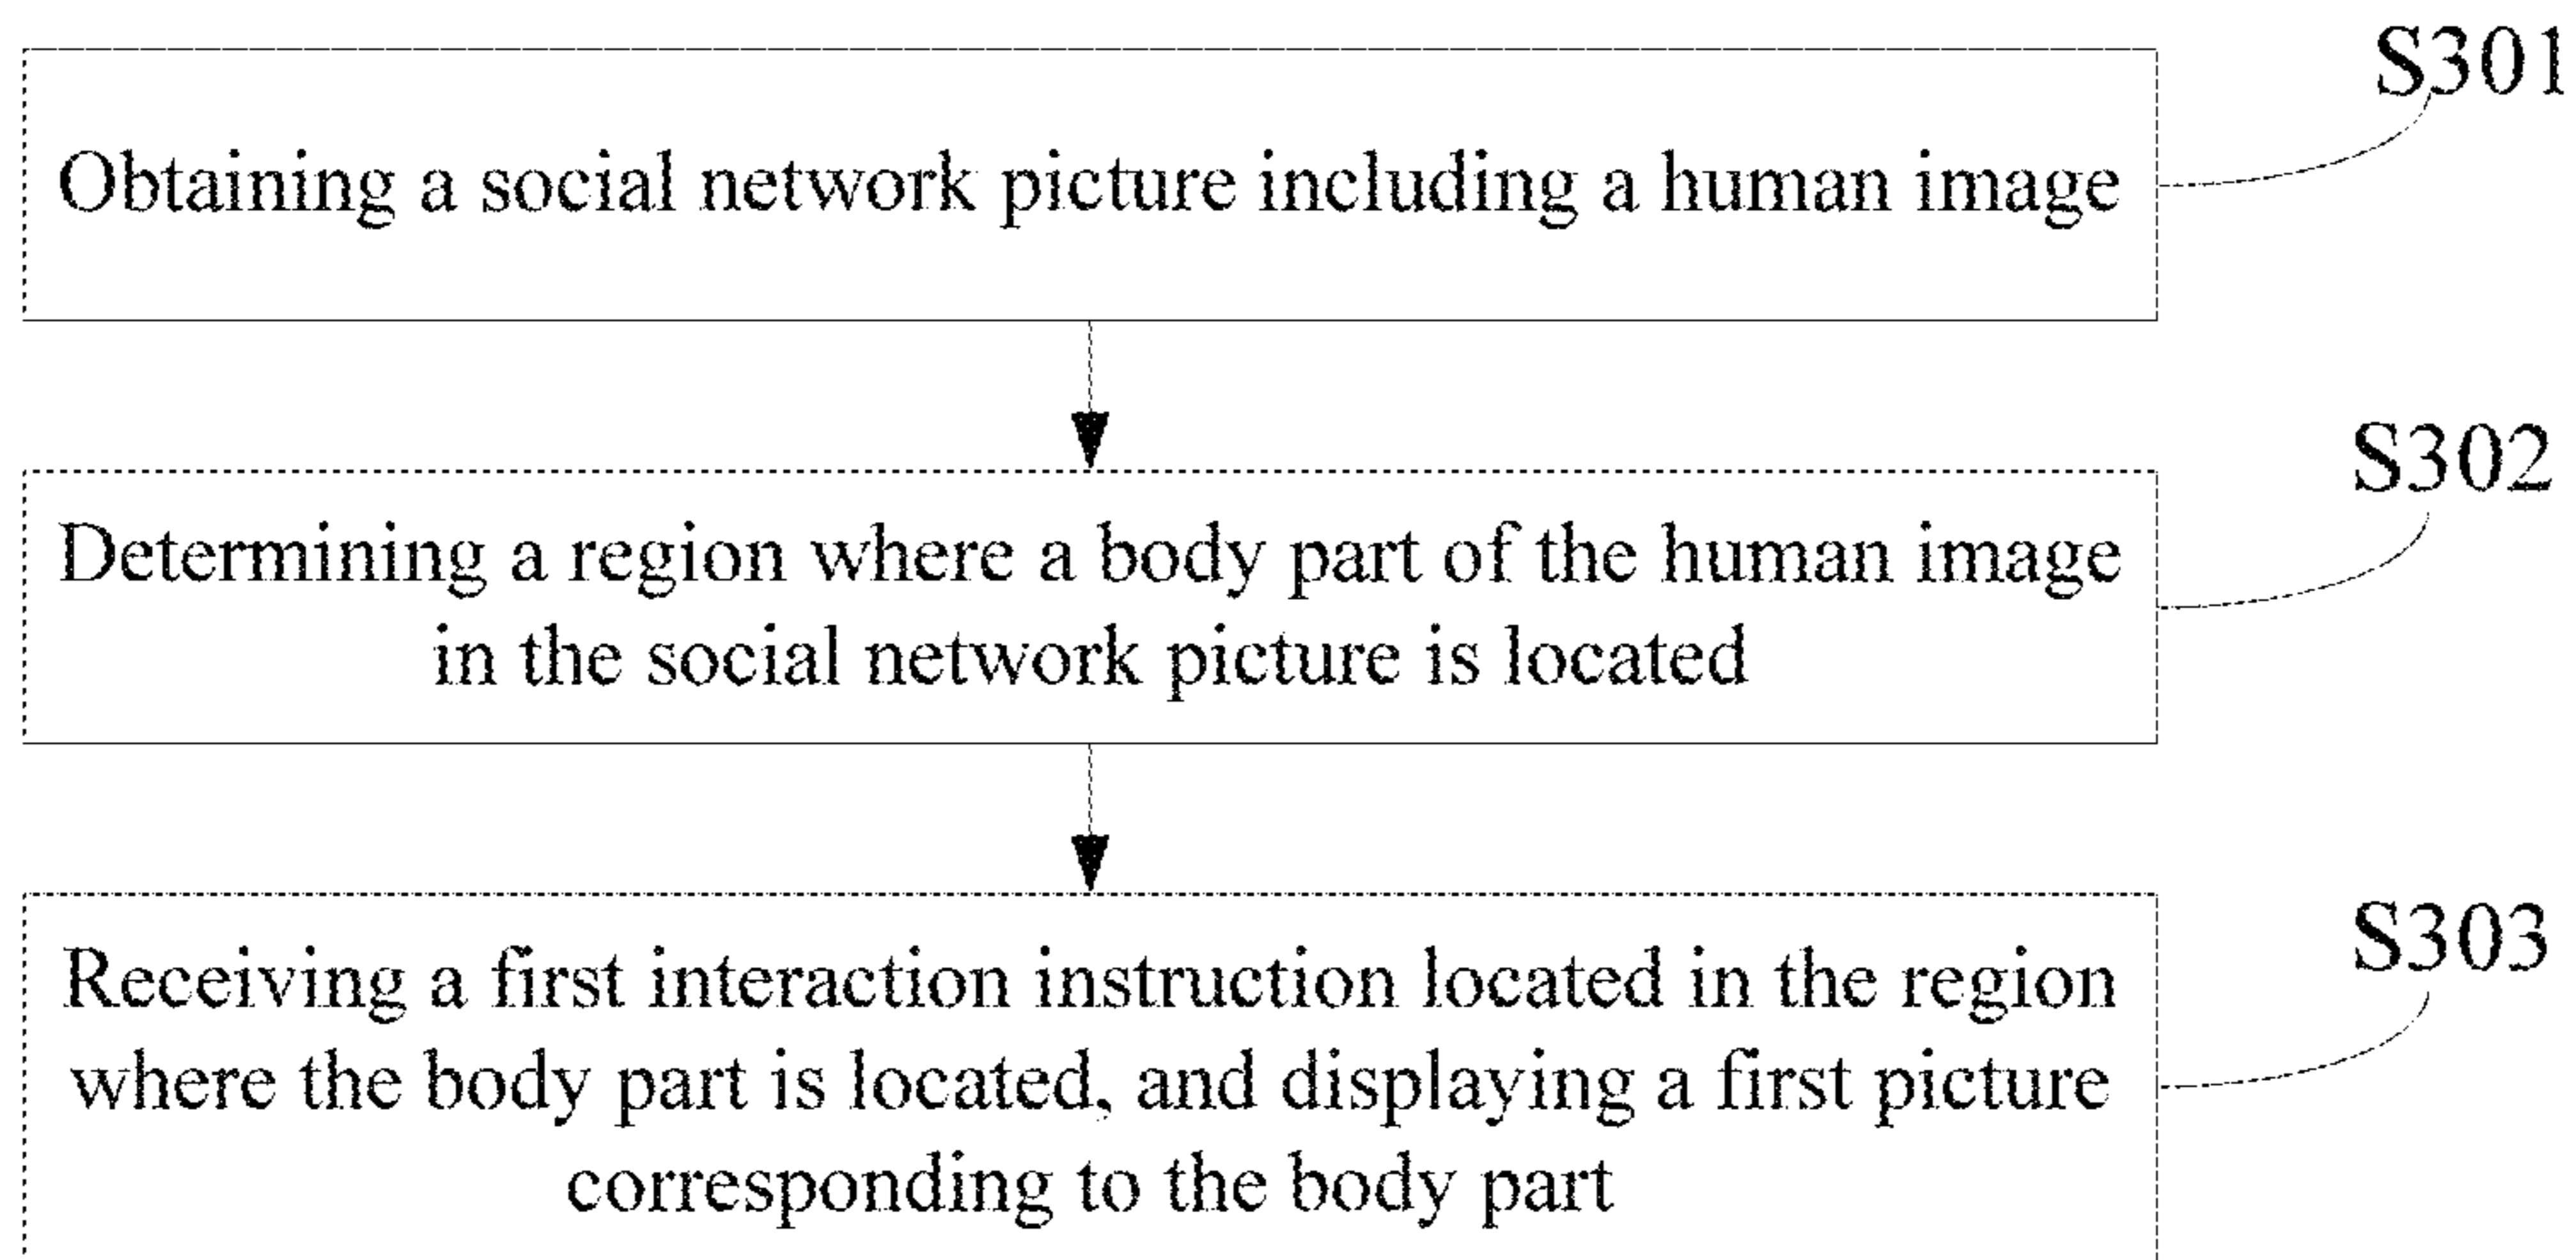 S301
Obtaining a social network picture including a human image
S302
Determining a region where a body part of the human image
in the social network picture is located
S303
Receiving a first interaction instruction located in the region
where the body part is located, and displaying a first picture
corresponding to the body part